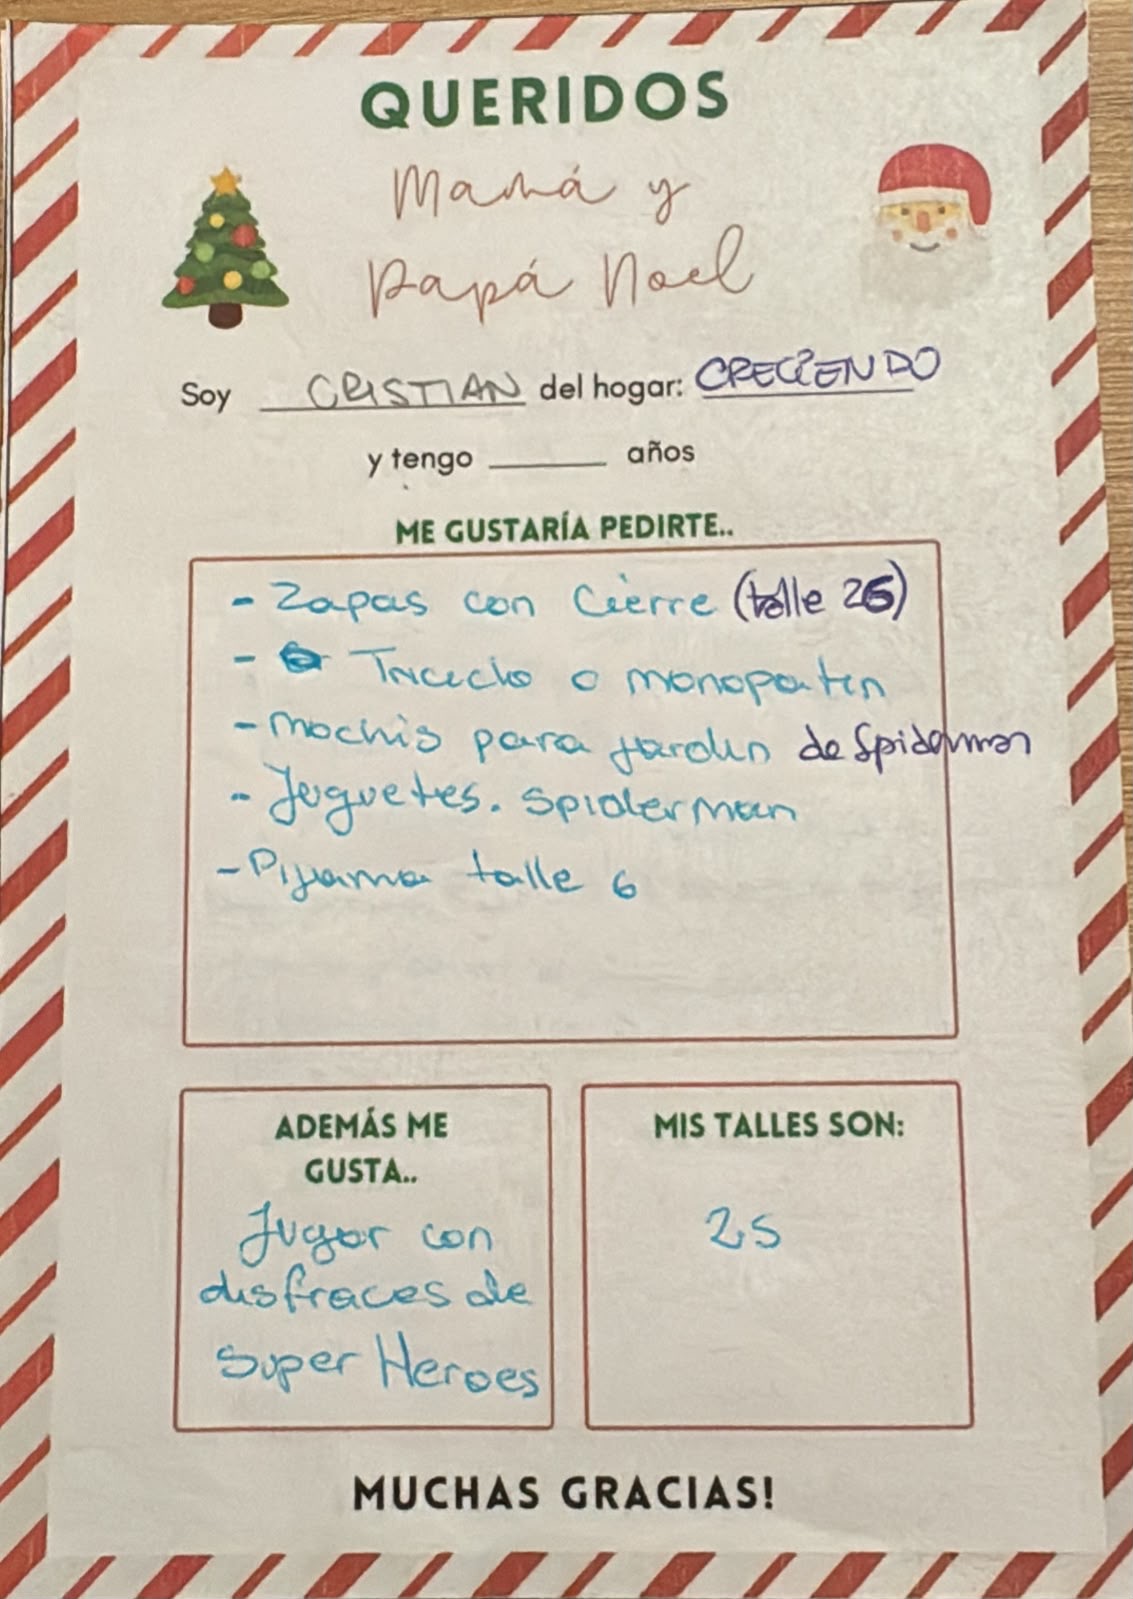 QUERIDOS
Mamá y
Papá Noel
Soy CRISTIAN del hogar: CRECIENDO
y tengo ______ años
ME GUSTARÍA PEDIRTE..
- Zapas con Cierre (talle 26)
- Triciclo o monopatin
- mochis para jardin de Spiderman
- Juguetes. Spiderman
- Pijama talle 6
ADEMÁS ME
GUSTA..
Jugar con
disfraces de
Super Heroes
MIS TALLES SON:
25
MUCHAS GRACIAS!